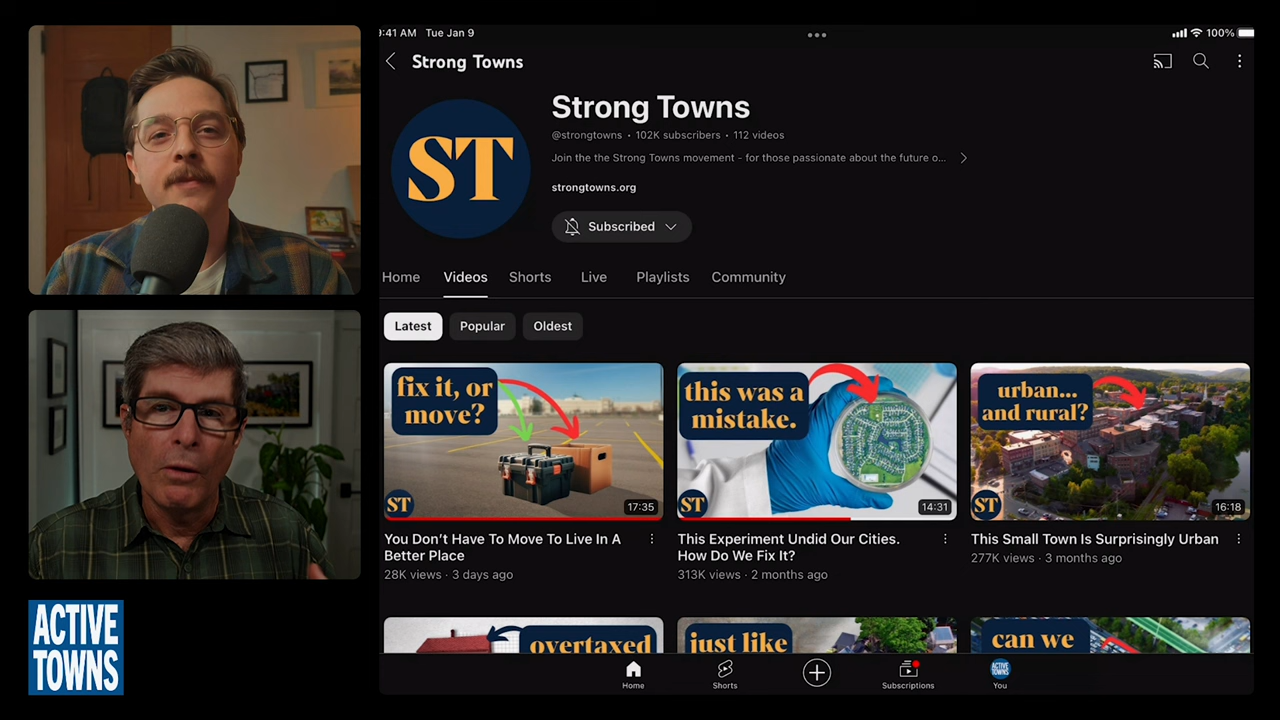 :41 AM Tue Jan 9
100%
Strong Towns
ST
Strong Towns
@strongtowns • 102K subscribers • 112 videos
Join the the Strong Towns movement - for those passionate about the future o...
strongtowns.org
Subscribed
Home Videos Shorts Live Playlists Community
Latest Popular Oldest
fix it, or
move?
ST
17:35
this was a
mistake.
ST
14:31
urban...
and rural?
ST
16:18
You Don't Have To Move To Live In A
Better Place
28K views · 3 days ago
This Experiment Undid Our Cities.
How Do We Fix It?
313K views · 2 months ago
This Small Town Is Surprisingly Urban
277K views · 3 months ago
overtaxed
just like
can we
Home Shorts Subscriptions You
ACTIVE
TOWNS
ACTIVE
TOWNS